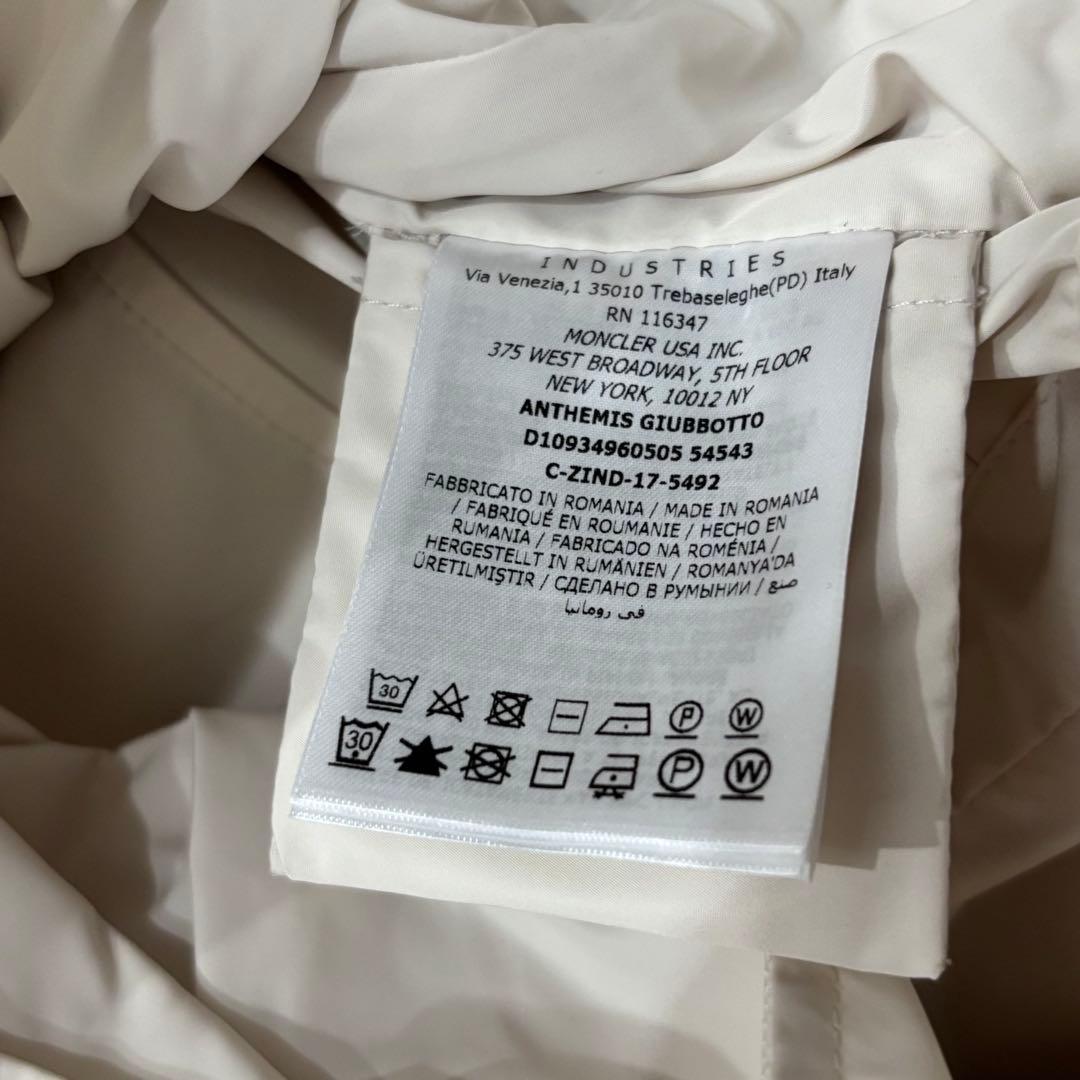 INDUSTRIES
Via Venezia,1 35010 Trebaseleghe(PD) Italy
RN 116347
MONCLER USA INC.
375 WEST BROADWAY, 5TH FLOOR
NEW YORK, 10012 NY
ANTHEMIS GIUBBOTTO
D10934960505 54543
C-ZIND-17-5492
FABBRICATO IN ROMANIA / MADE IN ROMANIA
/ FABRIQUÉ EN ROUMANIE / HECHO EN
RUMANIA / FABRICADO NA ROMÉNIA /
HERGESTELLT IN RUMÄNIEN / ROMANYA'DA
ÜRETILMIŞTIR / СДЕЛАНО В РУМЫНИИ / صنع
في رومانيا
30 P W
30 P W